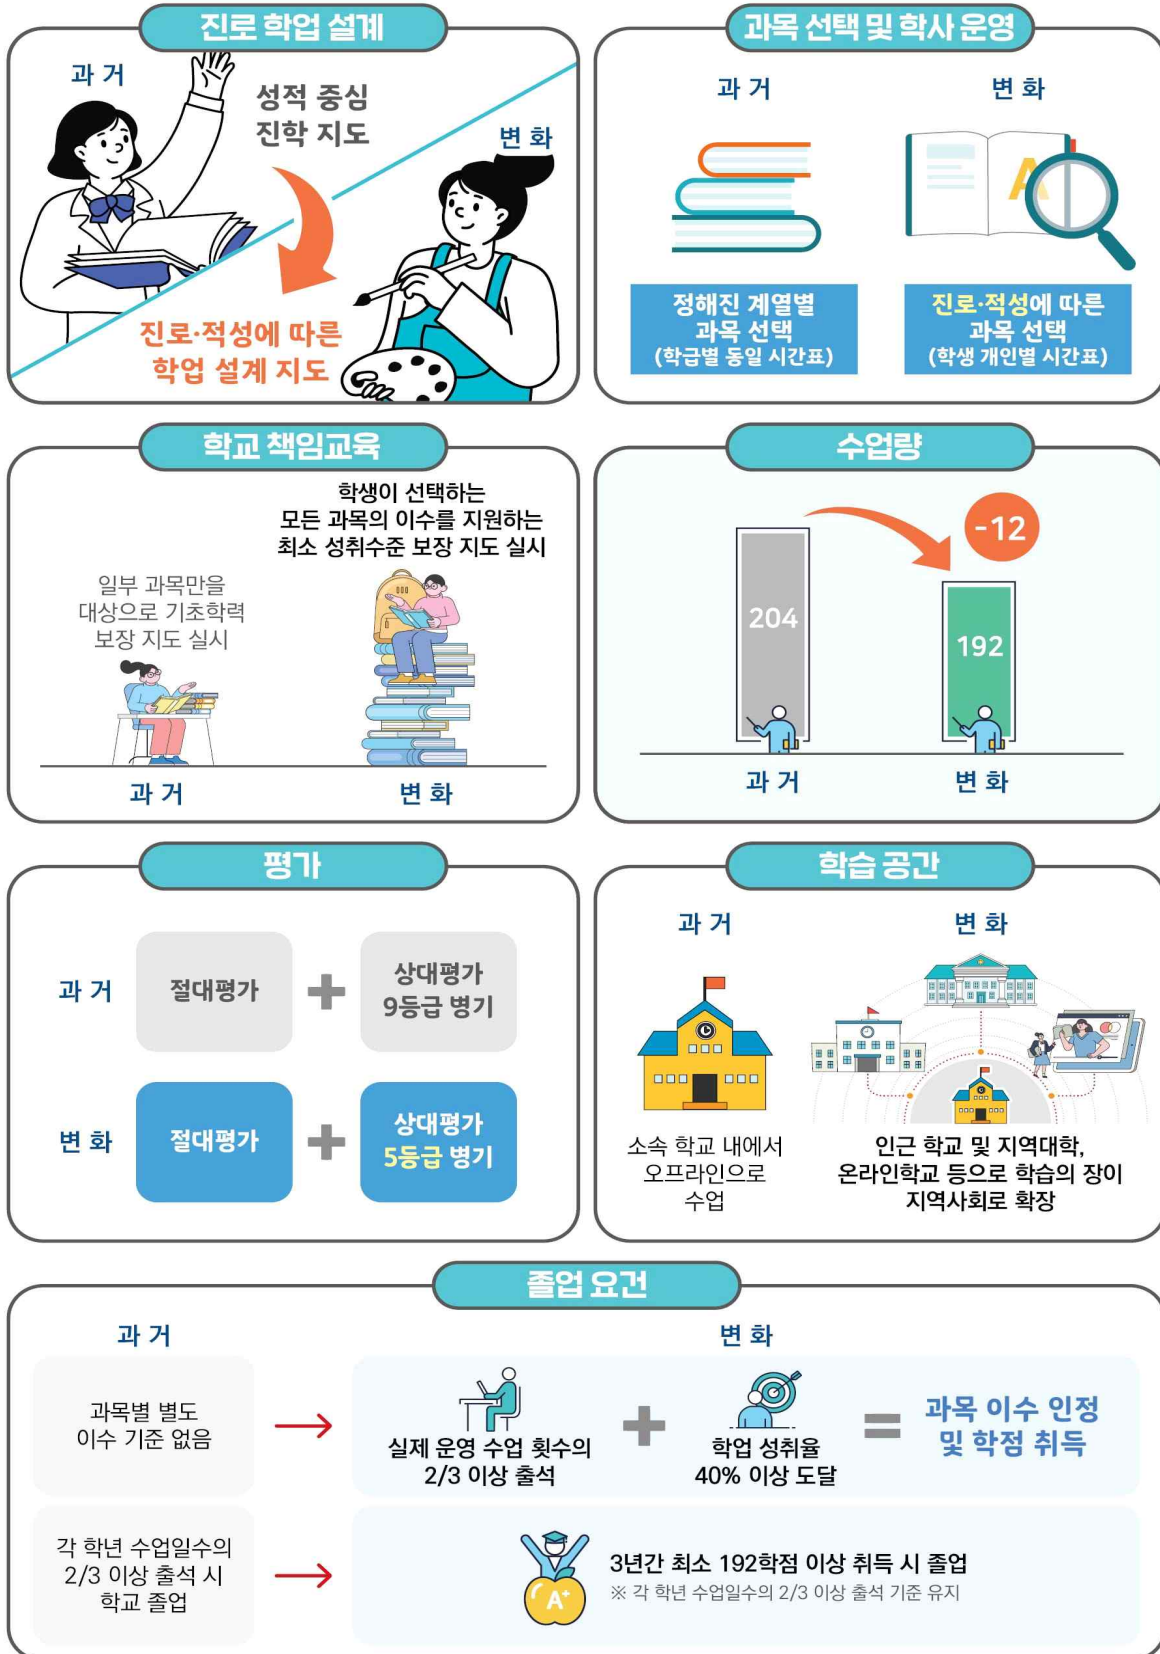 진로 학업 설계
과 거
성적 중심
진학 지도
변 화
진로·적성에 따른
학업 설계 지도
과목 선택 및 학사 운영
과 거
변 화
A
정해진 계열별
과목 선택
(학급별 동일 시간표)
진로·적성에 따른
과목 선택
(학생 개인별 시간표)
학교 책임교육
일부 과목만을
대상으로 기초학력
보장 지도 실시
과 거
학생이 선택하는
모든 과목의 이수를 지원하는
최소 성취수준 보장 지도 실시
변 화
수업량
204
-12
192
과 거
변 화
평가
과 거
절대평가
+
상대평가
9등급 병기
변 화
절대평가
+
상대평가
5등급 병기
학습 공간
과 거
소속 학교 내에서
오프라인으로
수업
변 화
인근 학교 및 지역대학,
온라인학교 등으로 학습의 장이
지역사회로 확장
졸업 요건
과 거
변 화
과목별 별도
이수 기준 없음
실제 운영 수업 횟수의
2/3 이상 출석
+
학업 성취율
40% 이상 도달
=
과목 이수 인정
및 학점 취득
각 학년 수업일수의
2/3 이상 출석 시
학교 졸업
A+
3년간 최소 192학점 이상 취득 시 졸업
※ 각 학년 수업일수의 2/3 이상 출석 기준 유지